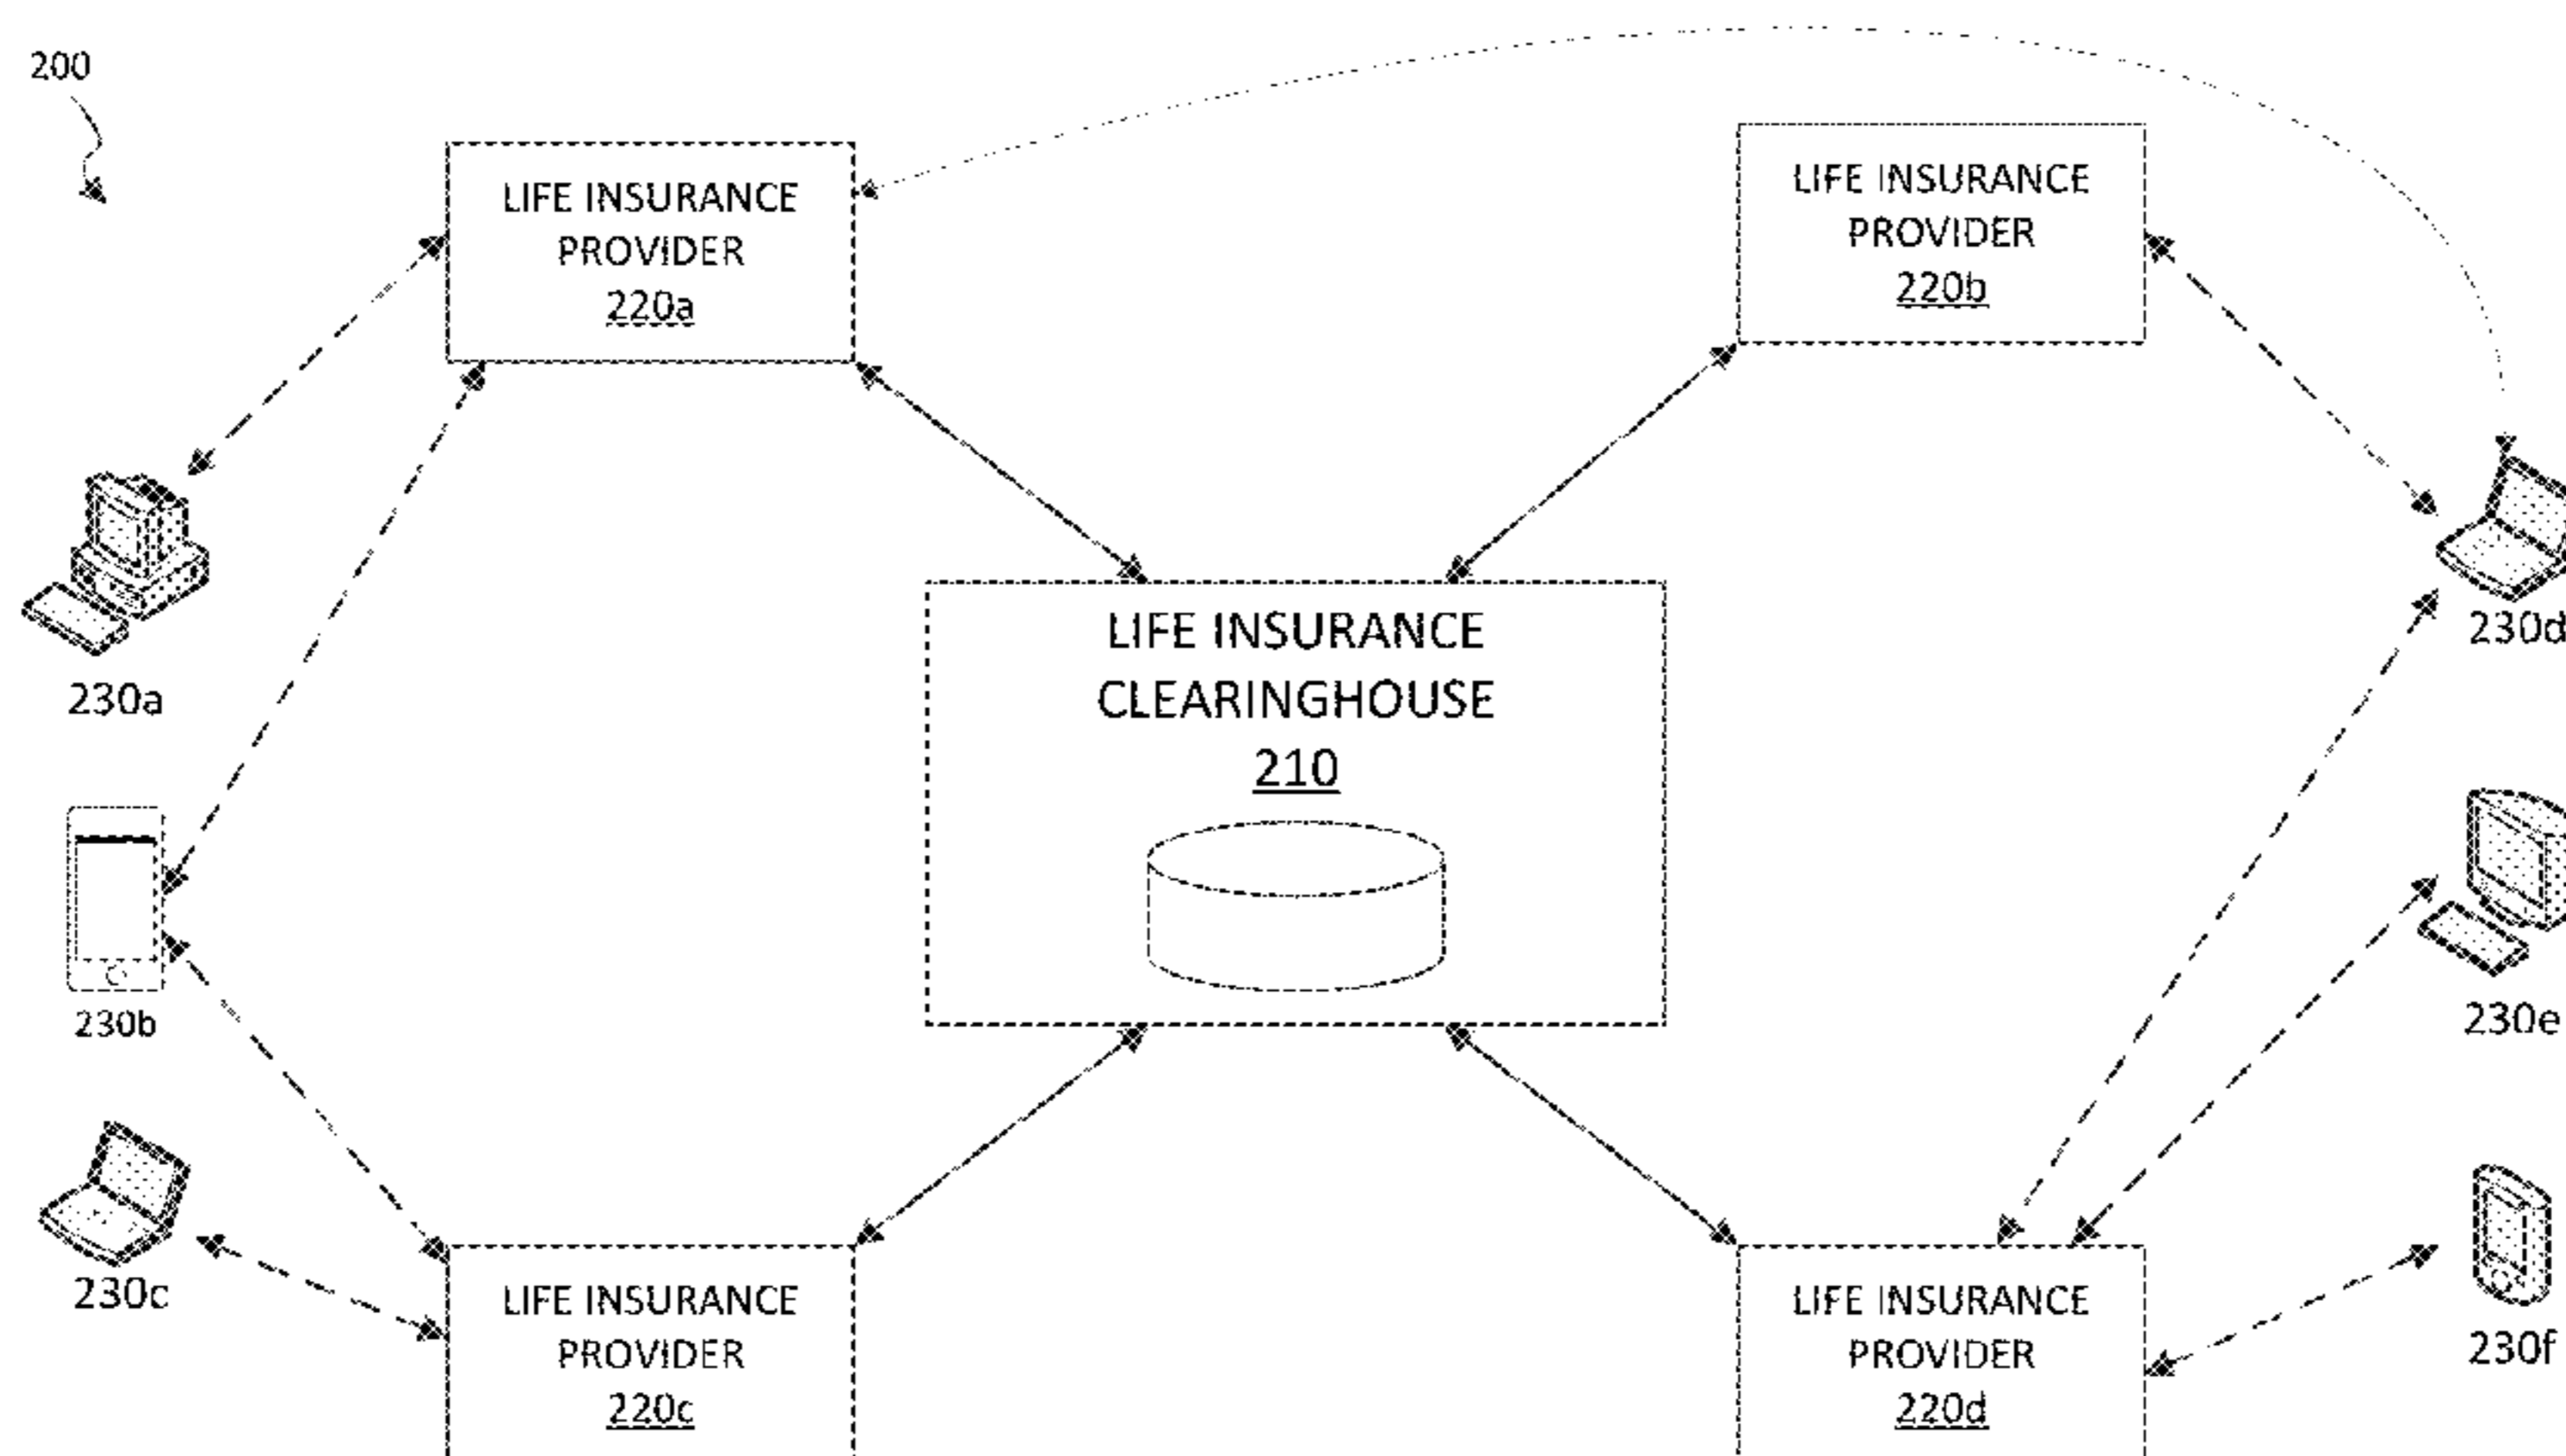 200
LIFE INSURANCE
PROVIDER
220a
LIFE INSURANCE
PROVIDER
220b
LIFE INSURANCE
CLEARINGHOUSE
210
230a
230b
230c
230d
230e
230f
LIFE INSURANCE
PROVIDER
220c
LIFE INSURANCE
PROVIDER
220d